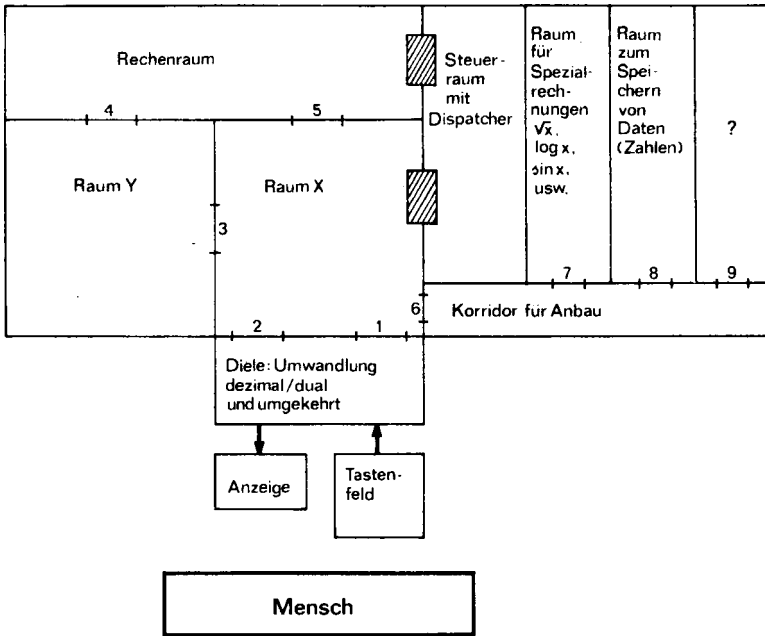 Rechenraum
4
5
Raum Y
Raum X
3
2
1
6
Steuer-
raum
mit
Dispatcher
Raum
für
Spezial-
rechnungen
√x,
log x,
sin x,
usw.
Raum
zum
Spei-
chern
von
Daten
(Zahlen)
?
7
8
9
Korridor für Anbau
Diele: Umwandlung
dezimal/dual
und umgekehrt
Anzeige
Tasten-
feld
Mensch